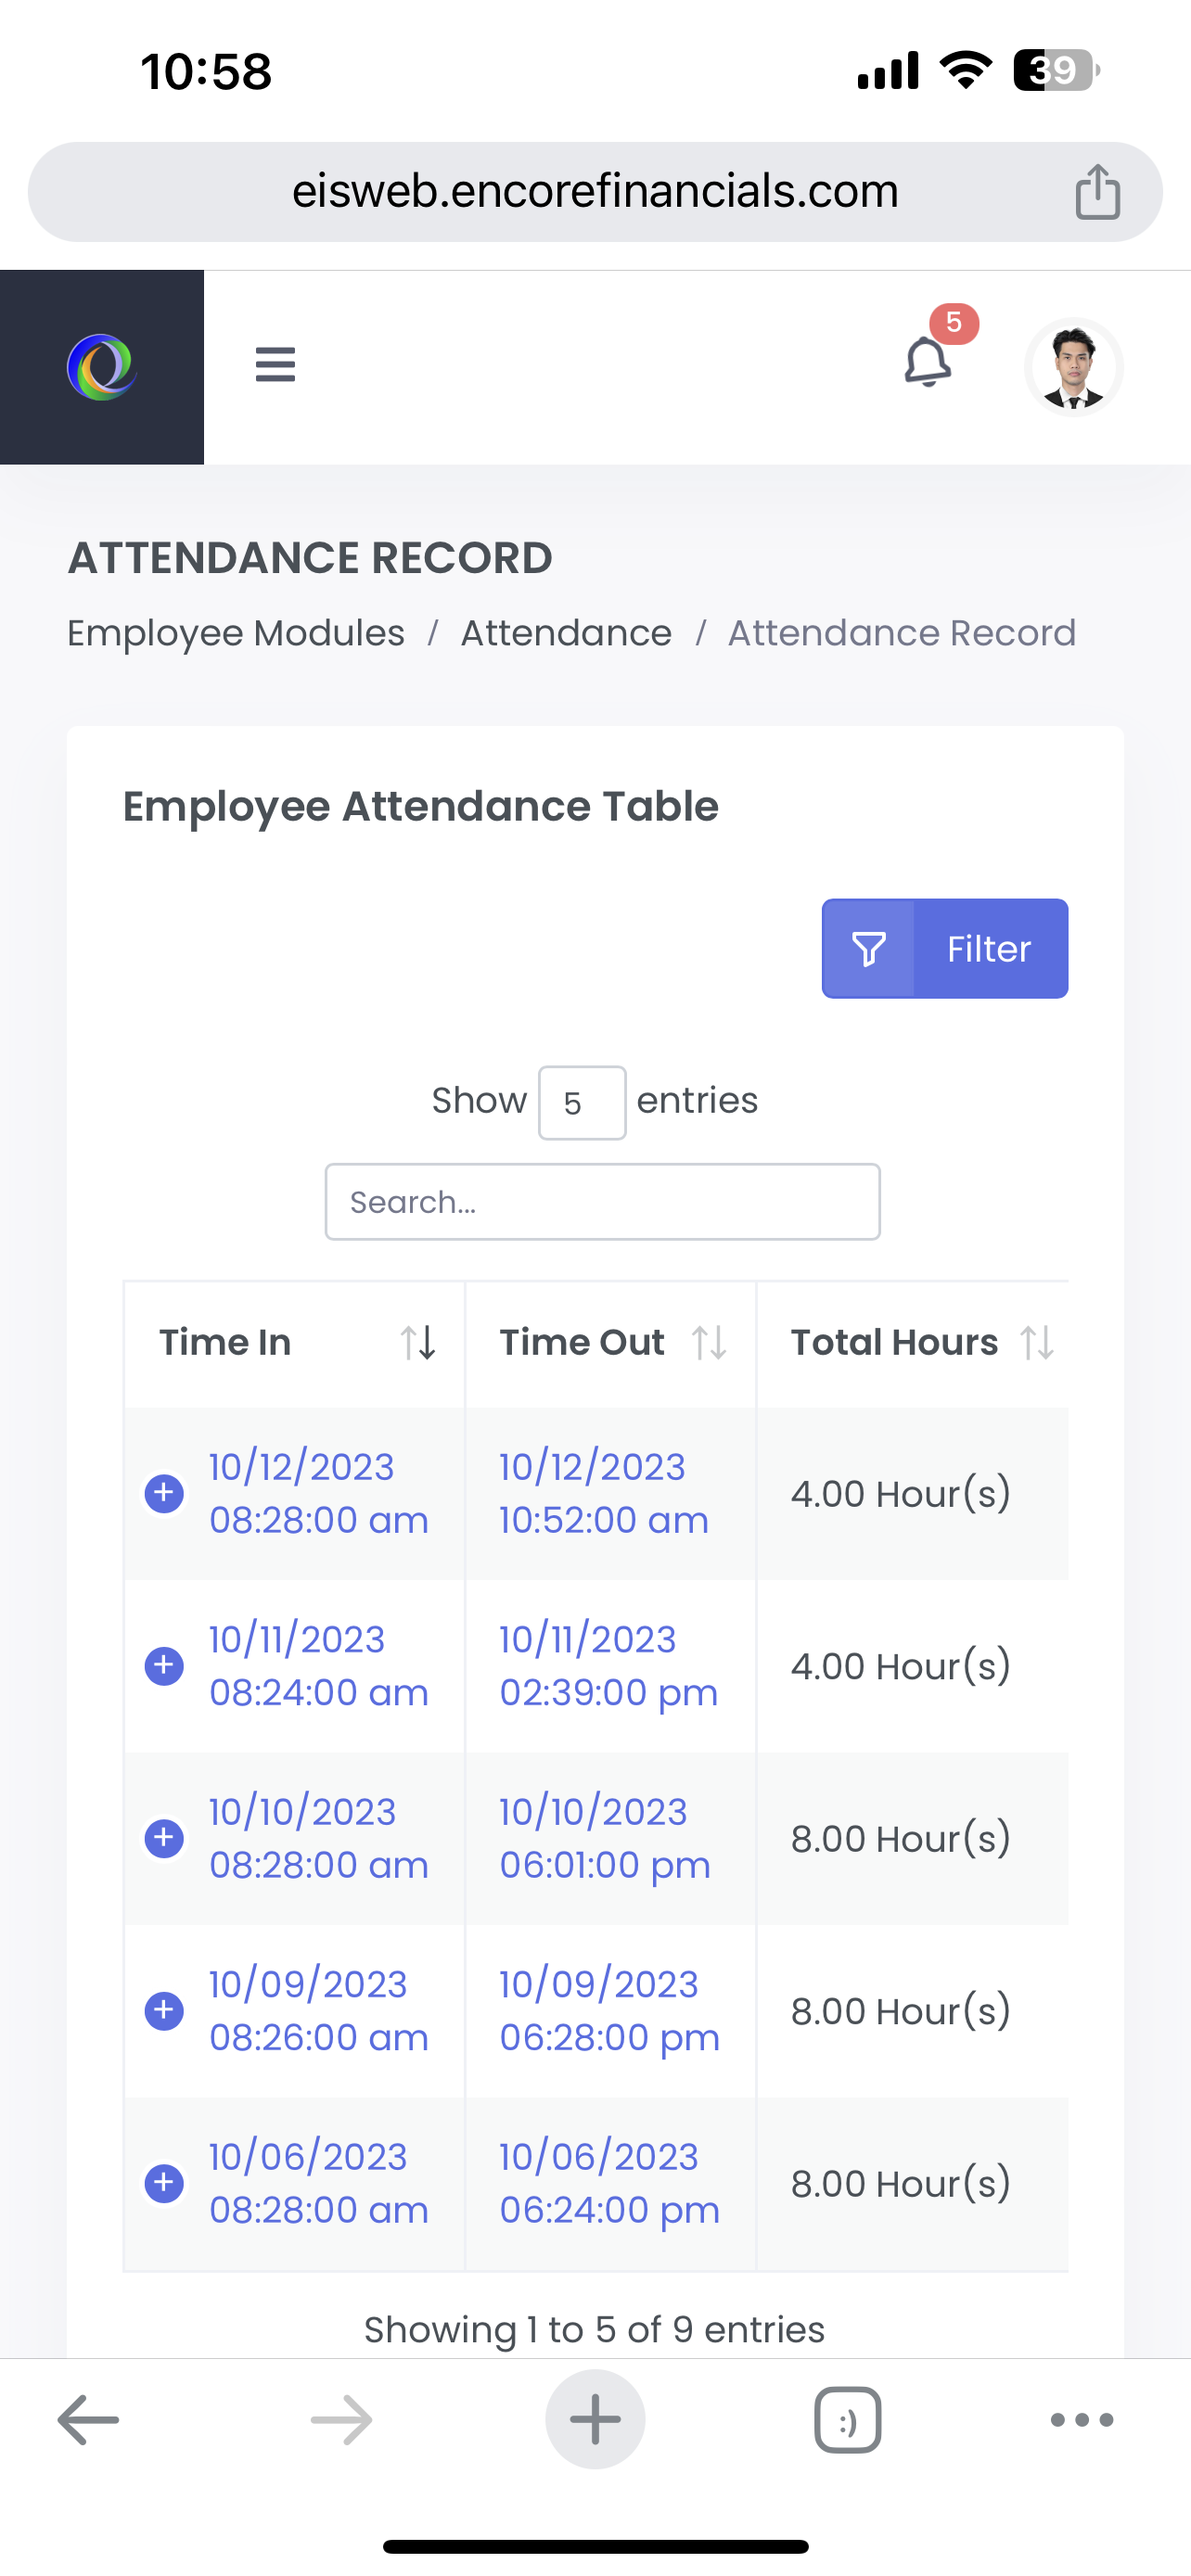 10:58
39
eisweb.encorefinancials.com
5
ATTENDANCE RECORD
Employee Modules / Attendance / Attendance Record
Employee Attendance Table
Filter
Show 5 entries
Search...
Time In Time Out Total Hours
10/12/2023 10/12/2023
08:28:00 am 10:52:00 am 4.00 Hour(s)
10/11/2023 10/11/2023
08:24:00 am 02:39:00 pm 4.00 Hour(s)
10/10/2023 10/10/2023
08:28:00 am 06:01:00 pm 8.00 Hour(s)
10/09/2023 10/09/2023
08:26:00 am 06:28:00 pm 8.00 Hour(s)
10/06/2023 10/06/2023
08:28:00 am 06:24:00 pm 8.00 Hour(s)
Showing 1 to 5 of 9 entries
:)